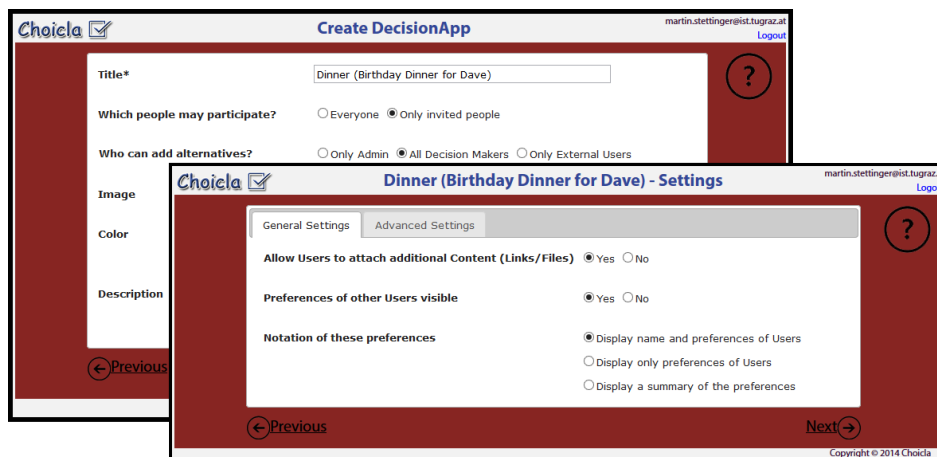 Choicla
Create DecisionApp
martin.stettinger@ist.tugraz.at
Logout
Title*
Dinner (Birthday Dinner for Dave)
?
Which people may participate?
Everyone Only invited people
Who can add alternatives?
Only Admin All Decision Makers Only External Users
Image
Color
Description
Previous
Choicla
Dinner (Birthday Dinner for Dave) - Settings
martin.stettinger@ist.tugraz.
Logo
General Settings Advanced Settings
?
Allow Users to attach additional Content (Links/Files) Yes No
Preferences of other Users visible Yes No
Notation of these preferences Display name and preferences of Users
Display only preferences of Users
Display a summary of the preferences
Previous
Next
Copyright © 2014 Choicla